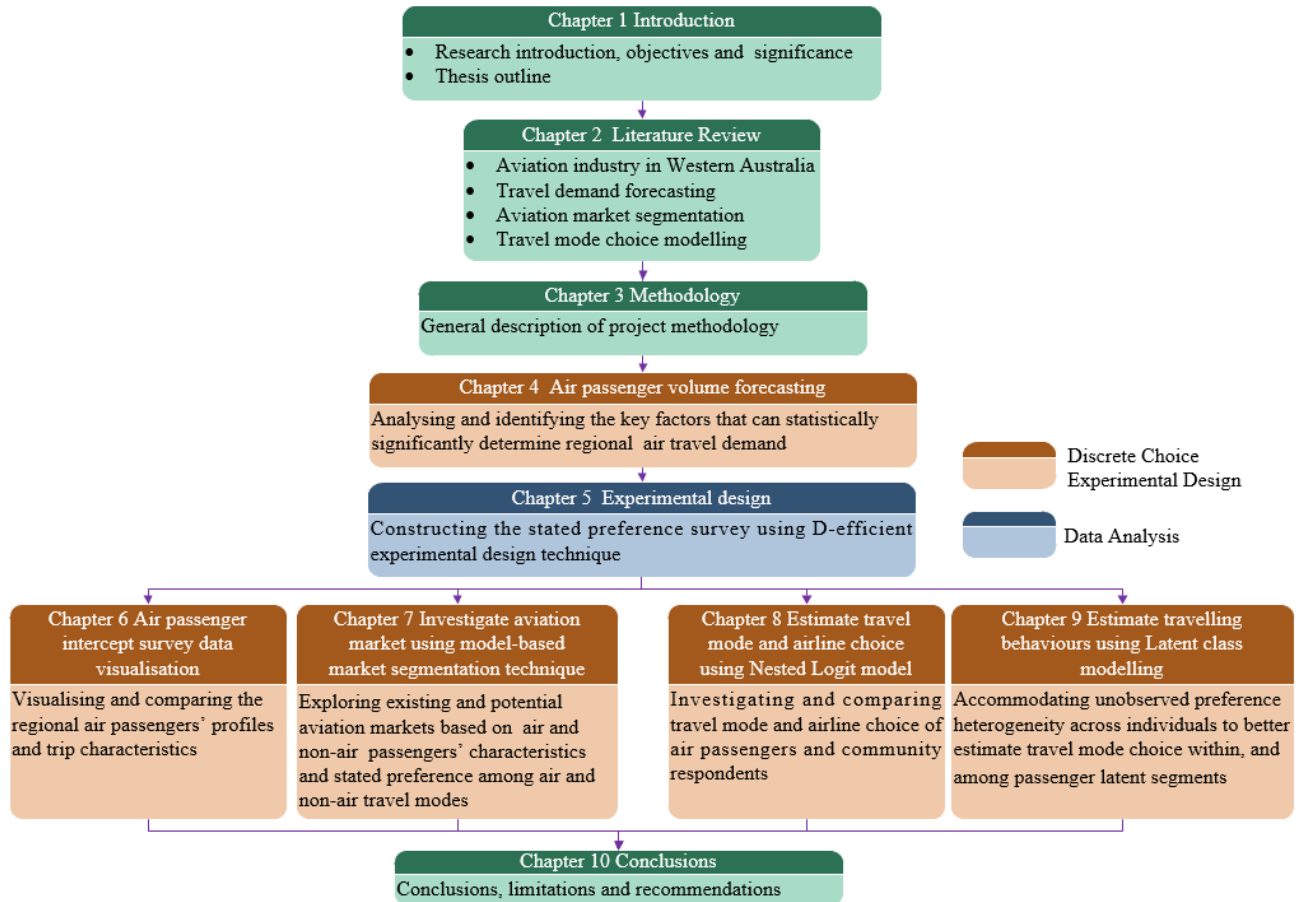 Chapter 1 Introduction
• Research introduction, objectives and significance
• Thesis outline
Chapter 2 Literature Review
• Aviation industry in Western Australia
• Travel demand forecasting
• Aviation market segmentation
• Travel mode choice modelling
Chapter 3 Methodology
General description of project methodology
Chapter 4 Air passenger volume forecasting
Analysing and identifying the key factors that can statistically
significantly determine regional air travel demand
Discrete Choice
Experimental Design
Data Analysis
Chapter 5 Experimental design
Constructing the stated preference survey using D-efficient
experimental design technique
Chapter 6 Air passenger
intercept survey data
visualisation
Visualising and comparing the
regional air passengers' profiles
and trip characteristics
Chapter 7 Investigate aviation
market using model-based
market segmentation technique
Exploring existing and potential
aviation markets based on air and
non-air passengers' characteristics
and stated preference among air and
non-air travel modes
Chapter 8 Estimate travel
mode and airline choice
using Nested Logit model
Investigating and comparing
travel mode and airline choice of
air passengers and community
respondents
Chapter 9 Estimate travelling
behaviours using Latent class
modelling
Accommodating unobserved preference
heterogeneity across individuals to better
estimate travel mode choice within, and
among passenger latent segments
Chapter 10 Conclusions
Conclusions, limitations and recommendations